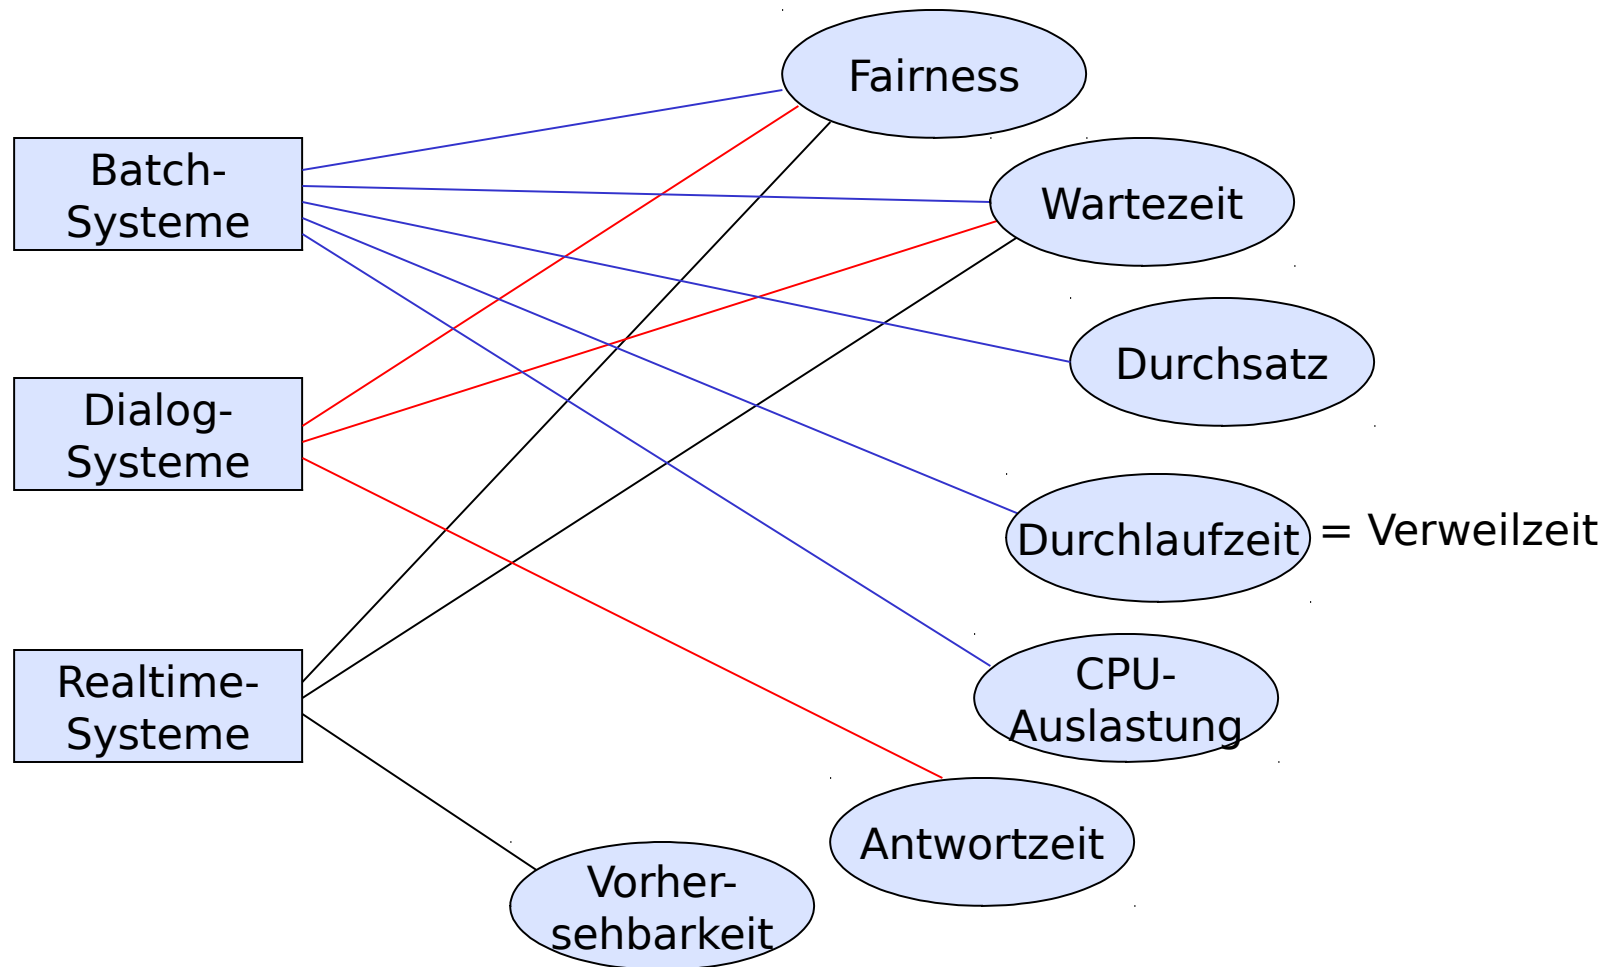 Fairness
Batch-
Systeme
Wartezeit
Durchsatz
Dialog-
Systeme
Durchlaufzeit = Verweilzeit
CPU-
Auslastung
Realtime-
Systeme
Antwortzeit
Vorher-
sehbarkeit